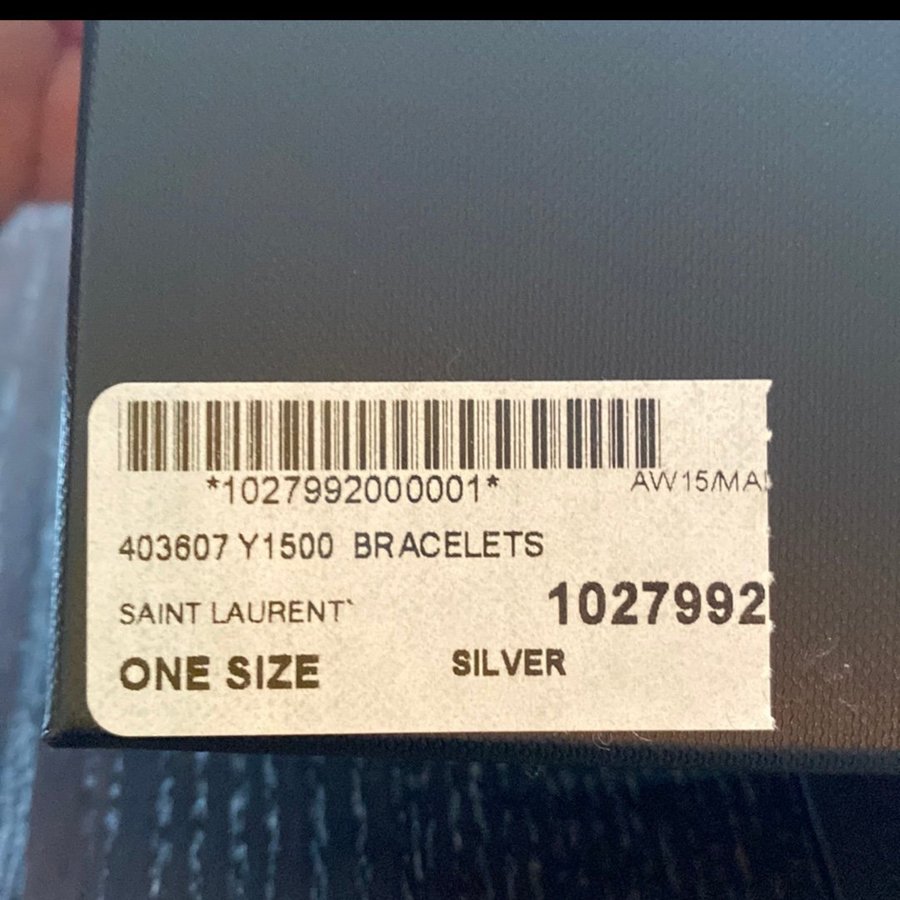 *1027992000001*
AW15/MA
403607 Y1500 BRACELETS
SAINT LAURENT`
1027992
ONE SIZE
SILVER